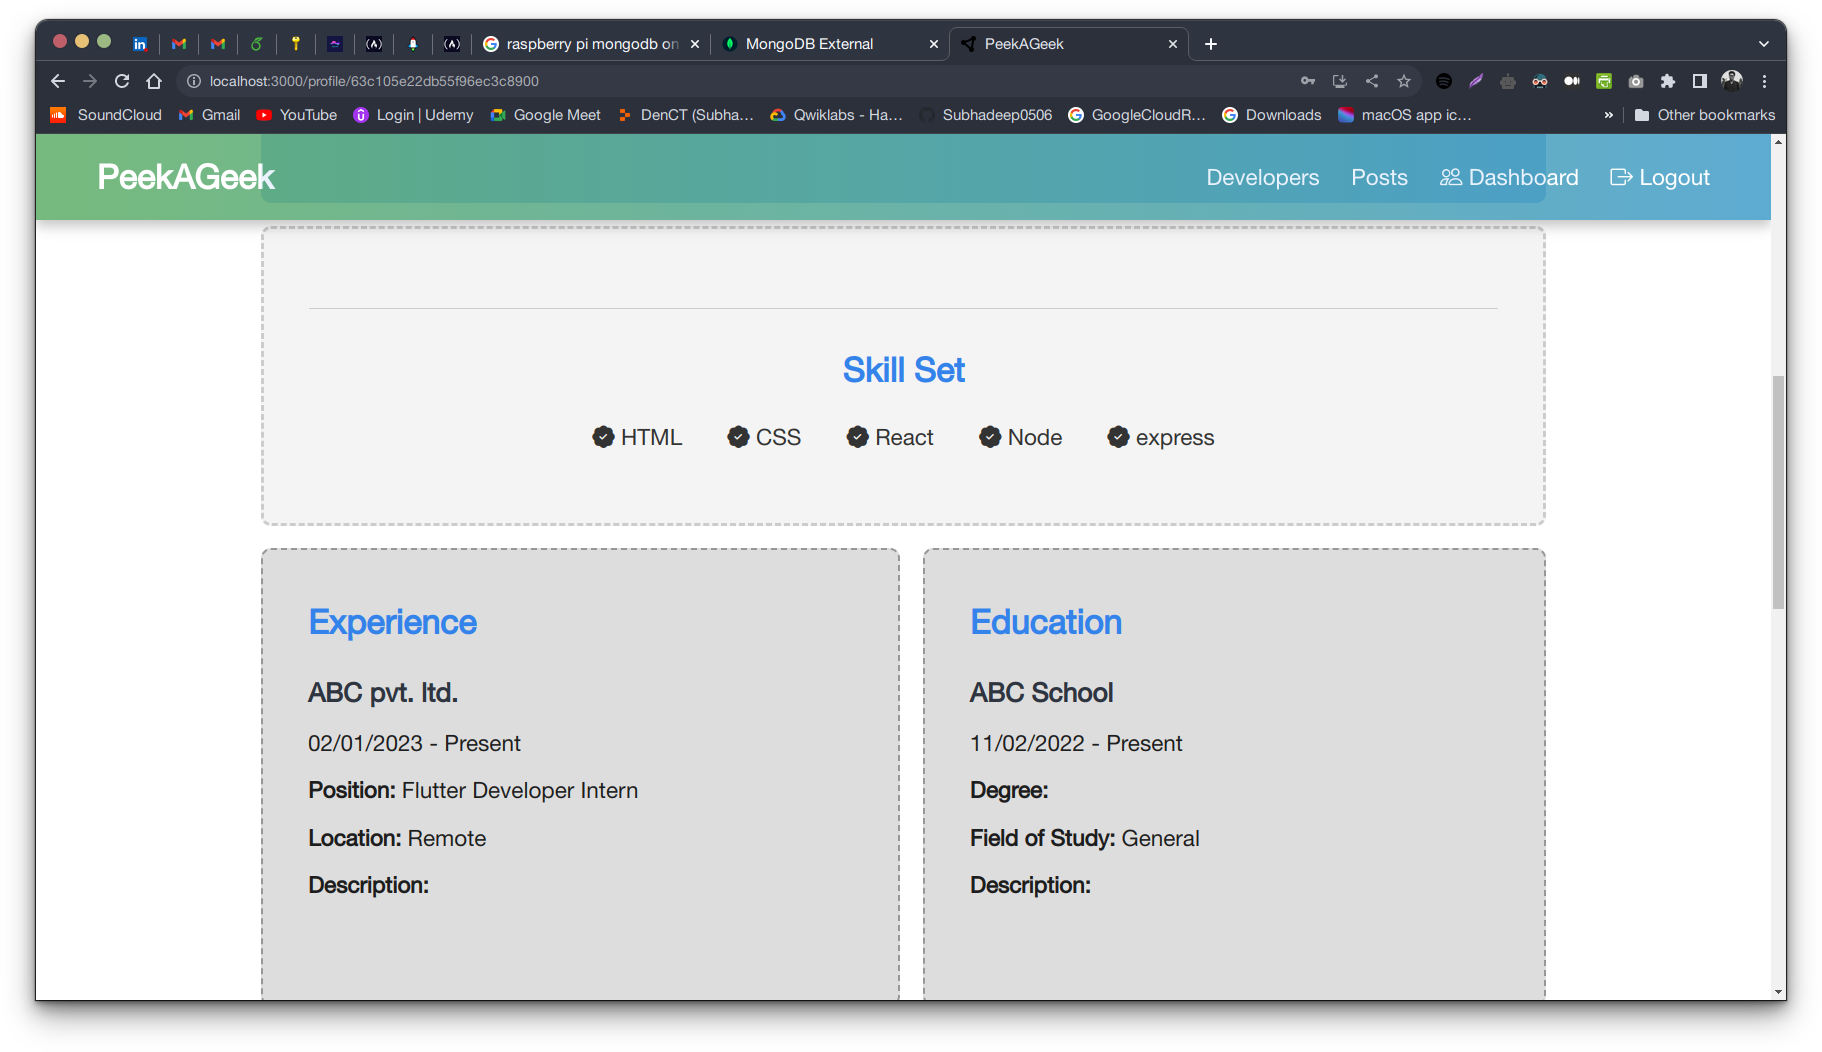 raspberry pi mongodb on
MongoDB External
PeekAGeek
localhost:3000/profile/63c105e22db55f96ec3c8900
SoundCloud Gmail YouTube Login | Udemy Google Meet DenCT (Subha... Qwiklabs - Ha... Subhadeep0506 GoogleCloudR... Downloads macOS app ic... » Other bookmarks
PeekAGeek
Developers Posts Dashboard Logout
Skill Set
HTML CSS React Node express
Experience
ABC pvt. ltd.
02/01/2023 - Present
Position: Flutter Developer Intern
Location: Remote
Description:
Education
ABC School
11/02/2022 - Present
Degree:
Field of Study: General
Description: